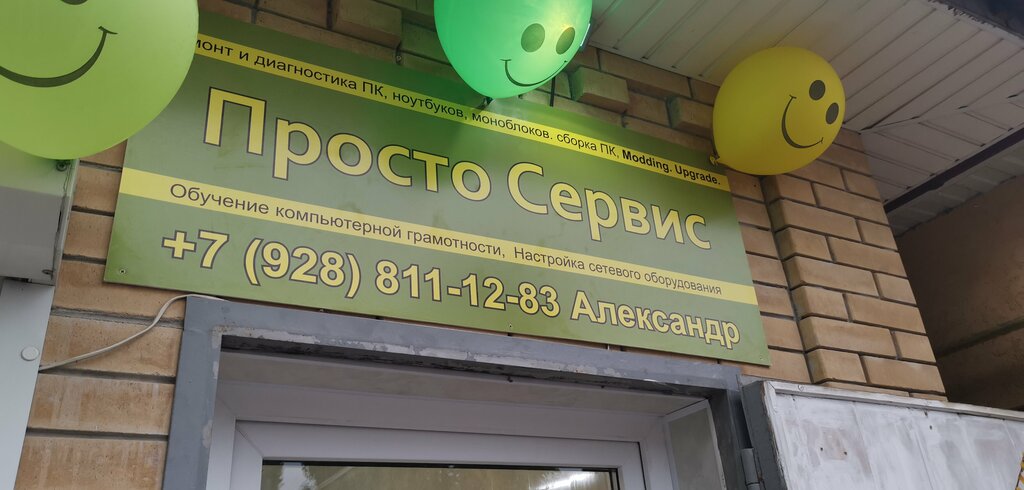 монт и диагностика ПК, ноутбуков, моноблоков. сборка ПК, Modding. Upgrade.
Просто Сервис
Обучение компьютерной грамотности, Настройка сетевого оборудования
+7 (928) 811-12-83 Александр